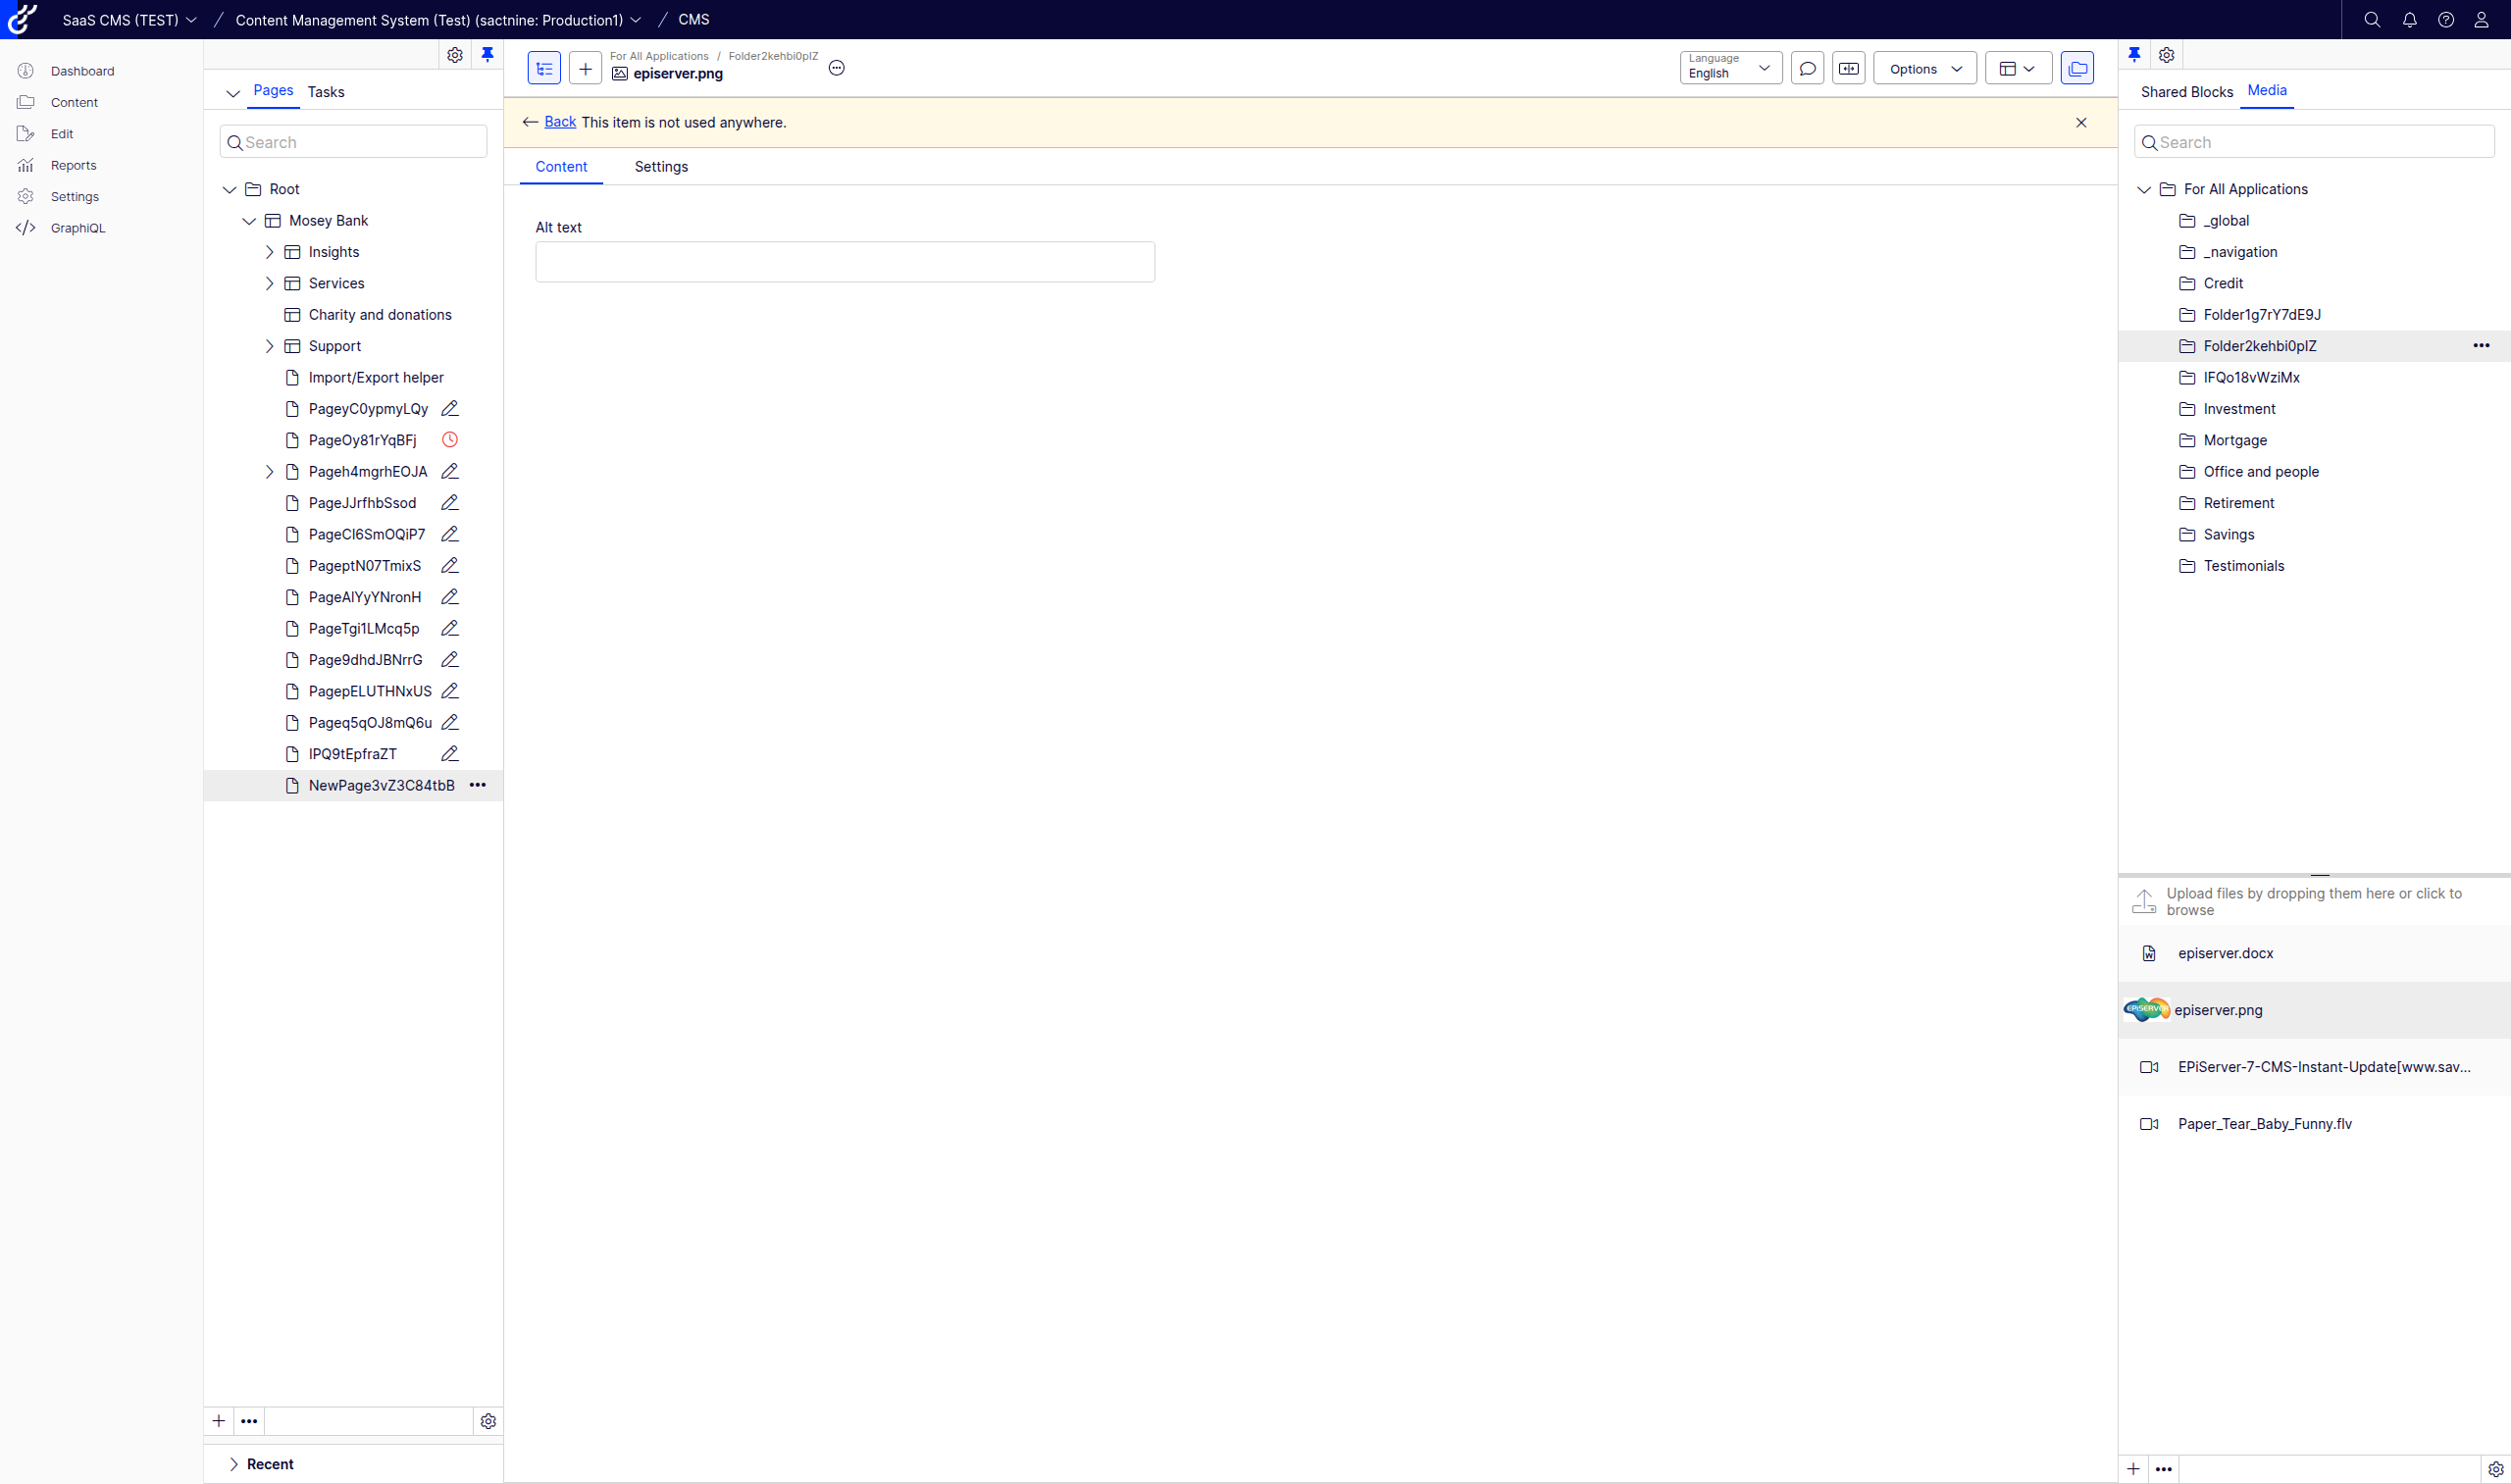 SaaS CMS (TEST) / Content Management System (Test) (sactnine: Production1) / CMS
Dashboard
Content
Edit
Reports
Settings
GraphiQL
Pages Tasks
Search
Root
Mosey Bank
Insights
Services
Charity and donations
Support
Import/Export helper
PageyC0ypmyLQy
PageOy81rYqBFj
Pageh4mgrhEOJA
PageJJrfhbSsod
PageCl6SmOQiP7
PageptN07TmixS
PageAlYyYNronH
PageTgi1LMcq5p
Page9dhdJBNrrG
PagepELUTHNxUS
Pageq5qOJ8mQ6u
IPQ9tEpfraZT
NewPage3vZ3C84tbB
Recent
For All Applications / Folder2kehbi0plZ
episerver.png
Language
English
Options
Back This item is not used anywhere.
Content Settings
Alt text
Shared Blocks Media
Search
For All Applications
_global
_navigation
Credit
Folder1g7rY7dE9J
Folder2kehbi0plZ
IFQo18vWziMx
Investment
Mortgage
Office and people
Retirement
Savings
Testimonials
Upload files by dropping them here or click to
browse
episerver.docx
EPiSERVER
episerver.png
EPiServer-7-CMS-Instant-Update[www.sav...
Paper_Tear_Baby_Funny.flv